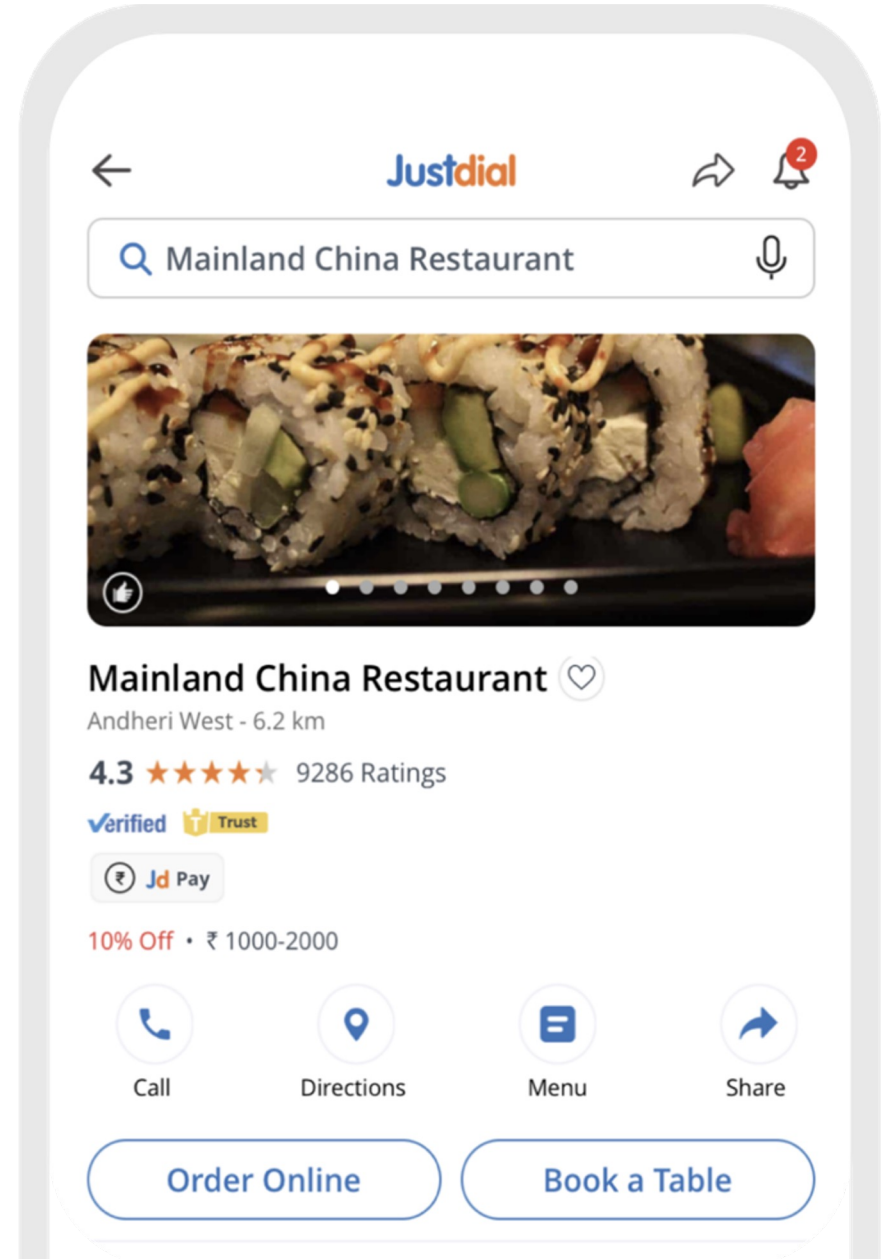 Justdial
2
Mainland China Restaurant
Mainland China Restaurant
Andheri West - 6.2 km
4.3 9286 Ratings
Verified T Trust
₹ Jd Pay
10% Off • ₹ 1000-2000
Call Directions Menu Share
Order Online Book a Table